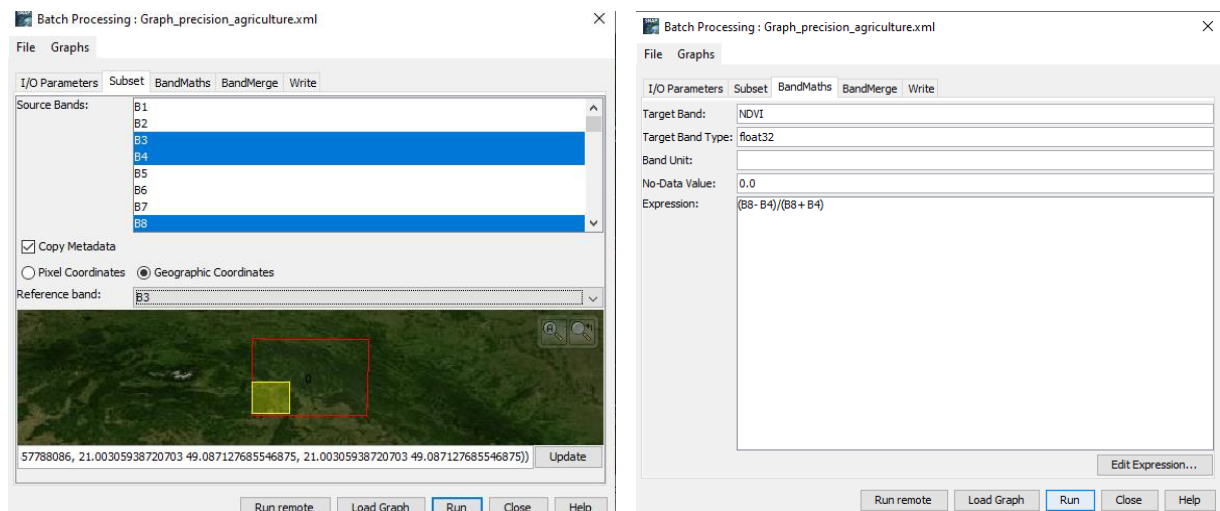 Batch Processing : Graph_precision_agriculture.xml
File Graphs
I/O Parameters Subset BandMaths BandMerge Write
Source Bands:
B1
B2
B3
B4
B5
B6
B7
B8
Copy Metadata
Pixel Coordinates Geographic Coordinates
Reference band: B3
0
57788086, 21.00305938720703 49.087127685546875, 21.00305938720703 49.087127685546875)) Update
Run remote Load Graph Run Close Help
Batch Processing : Graph_precision_agriculture.xml
File Graphs
I/O Parameters Subset BandMaths BandMerge Write
Target Band: NDVI
Target Band Type: float32
Band Unit:
No-Data Value: 0.0
Expression: (B8- B4)/(B8+ B4)
Edit Expression...
Run remote Load Graph Run Close Help